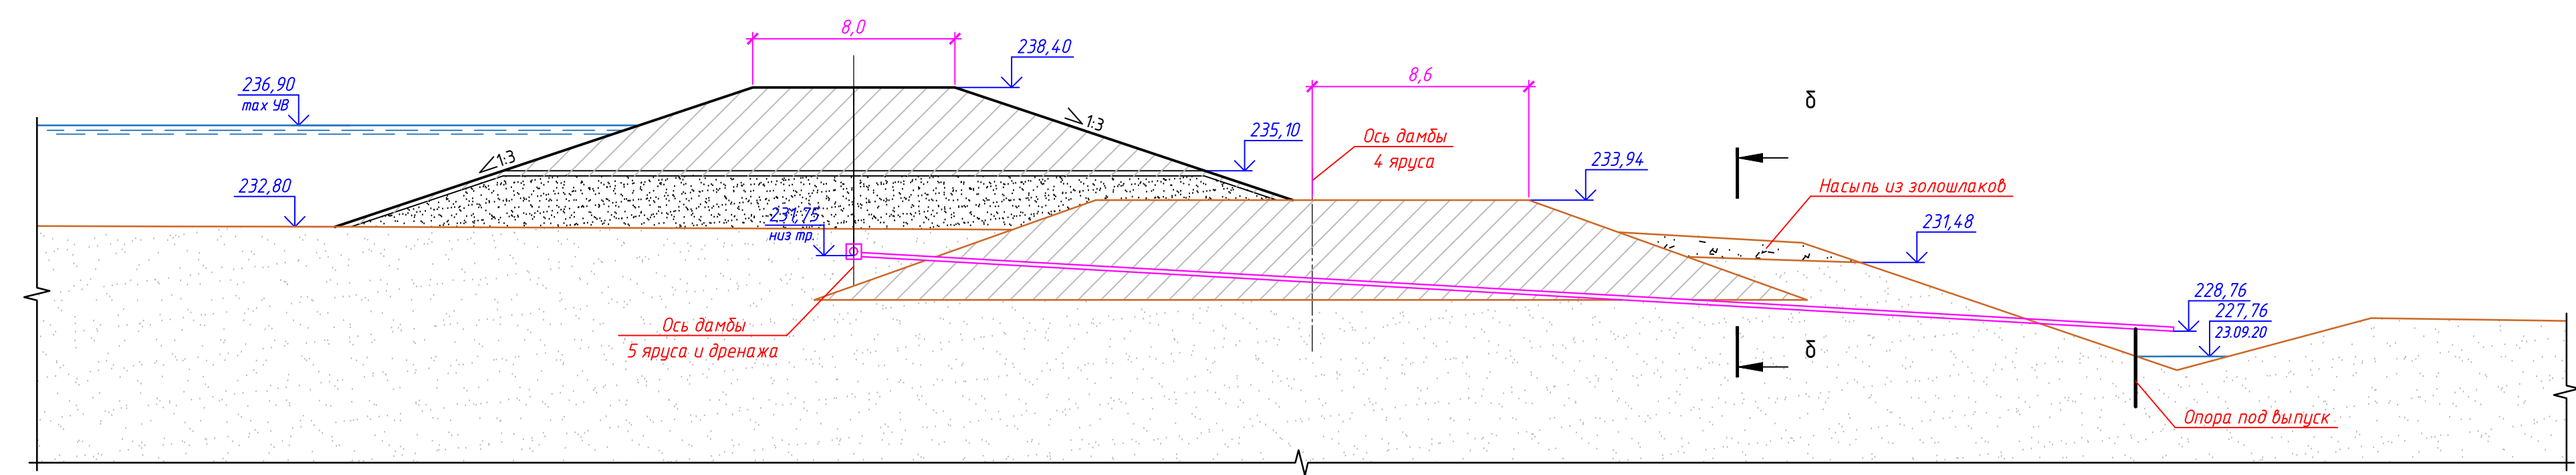 8,0
238,40
236,90
max УВ
8,6
δ
1:3
235,10
Ось дамбы
4 яруса
1:3
233,94
232,80
Насыпь из золошлаков
231,75
низ тр.
231,48
228,76
227,76
23.09.20
Ось дамбы
5 яруса и дренажа
δ
Опора под выпуск